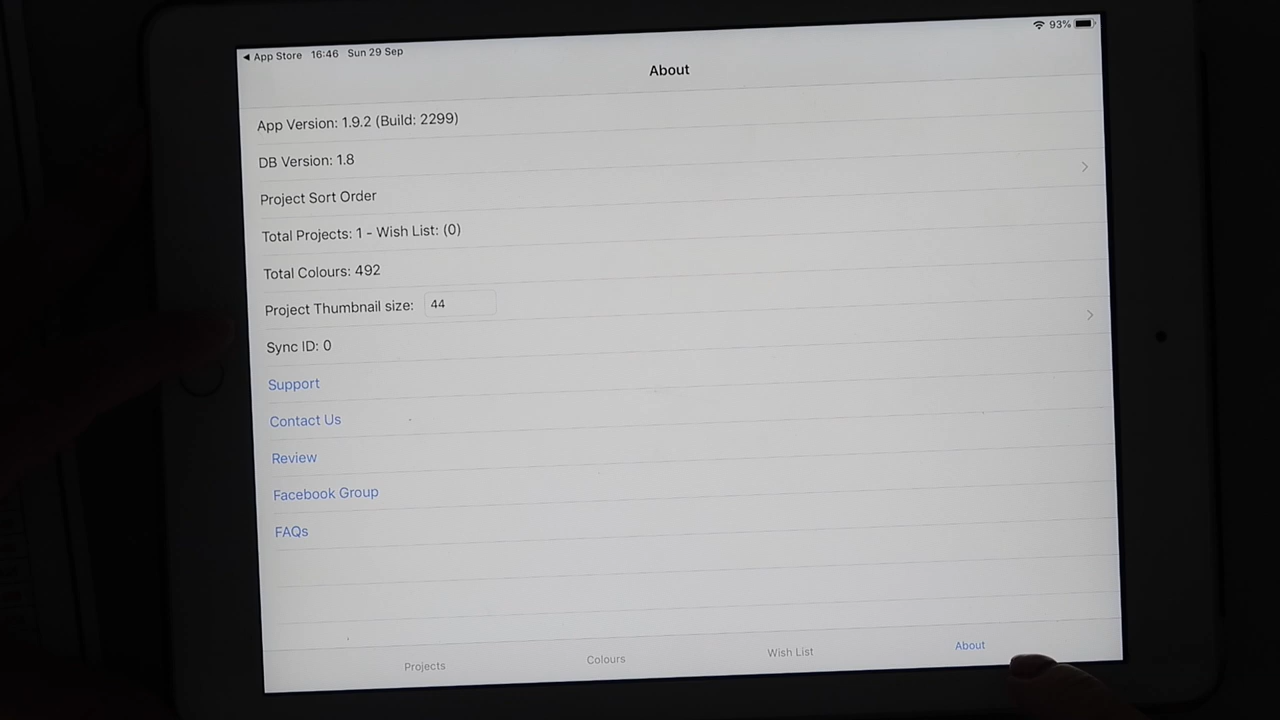 ◀ App Store 16:46 Sun 29 Sep 93%
About
App Version: 1.9.2 (Build: 2299)
DB Version: 1.8
Project Sort Order
Total Projects: 1 - Wish List: (0)
Total Colours: 492
Project Thumbnail size: 44
Sync ID: 0
Support
Contact Us
Review
Facebook Group
FAQs
Projects Colours Wish List About